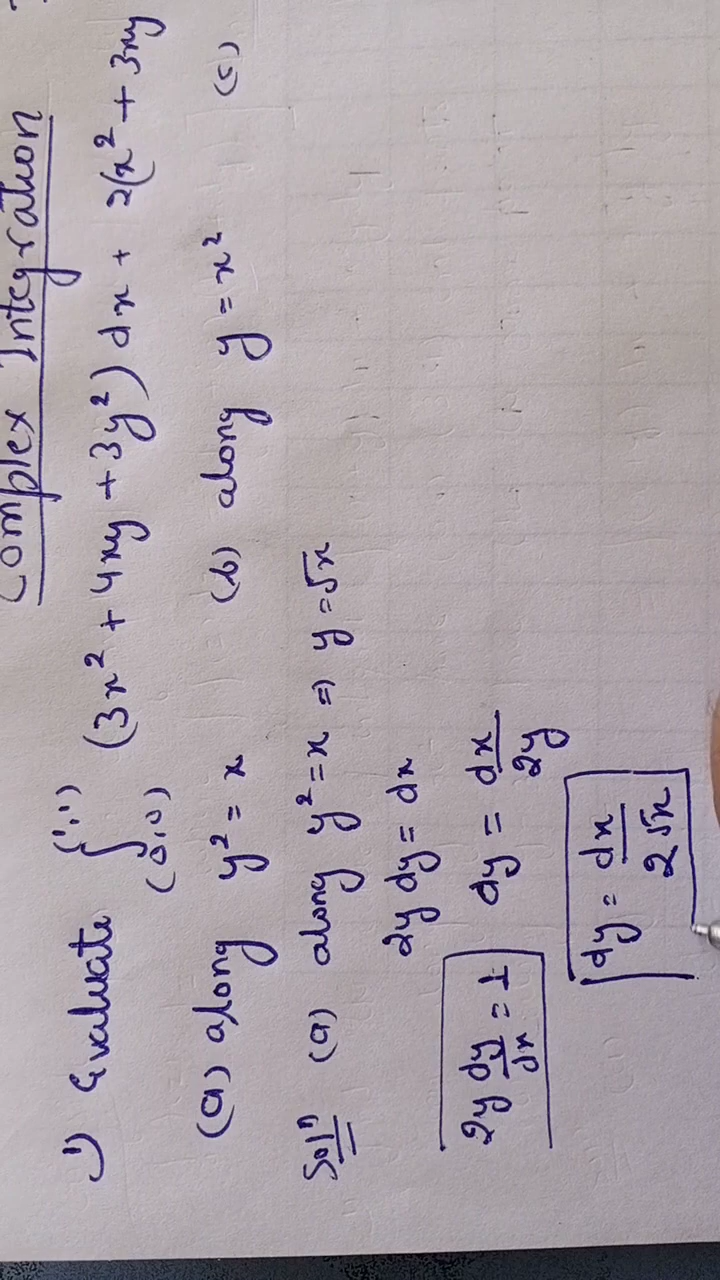 Complex Integration
1) Evaluate ∫_(0,0)^(1,1) (3x² + 4xy + 3y²) dx + 2(x² + 3xy
(a) along y² = x (b) along y = x² (c)
Solⁿ (a) along y² = x ⇒ y = √x
2y dy = dx
2y dy/dx = 1 dy = dx/2y
dy = dx/2√x